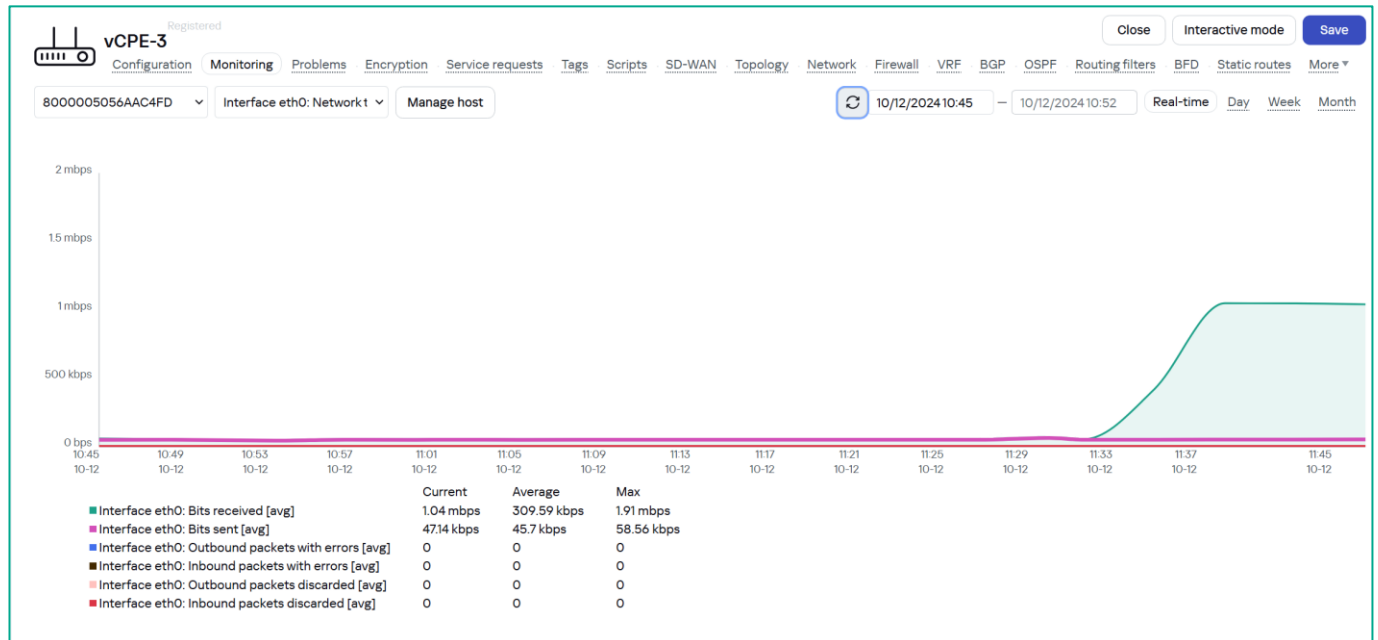 Registered
vCPE-3
Close Interactive mode Save
Configuration Monitoring Problems Encryption Service requests Tags Scripts SD-WAN Topology Network Firewall VRF BGP OSPF Routing filters BFD Static routes More
8000005056AAC4FD Interface eth0: Network t Manage host 10/12/2024 10:45 — 10/12/2024 10:52 Real-time Day Week Month
2 mbps
1.5 mbps
1 mbps
500 kbps
0 bps
10:45 10:49 10:53 10:57 11:01 11:05 11:09 11:13 11:17 11:21 11:25 11:29 11:33 11:37 11:45
10-12 10-12 10-12 10-12 10-12 10-12 10-12 10-12 10-12 10-12 10-12 10-12 10-12 10-12 10-12
Current Average Max
Interface eth0: Bits received [avg] 1.04 mbps 309.59 kbps 1.91 mbps
Interface eth0: Bits sent [avg] 47.14 kbps 45.7 kbps 58.56 kbps
Interface eth0: Outbound packets with errors [avg] 0 0 0
Interface eth0: Inbound packets with errors [avg] 0 0 0
Interface eth0: Outbound packets discarded [avg] 0 0 0
Interface eth0: Inbound packets discarded [avg] 0 0 0